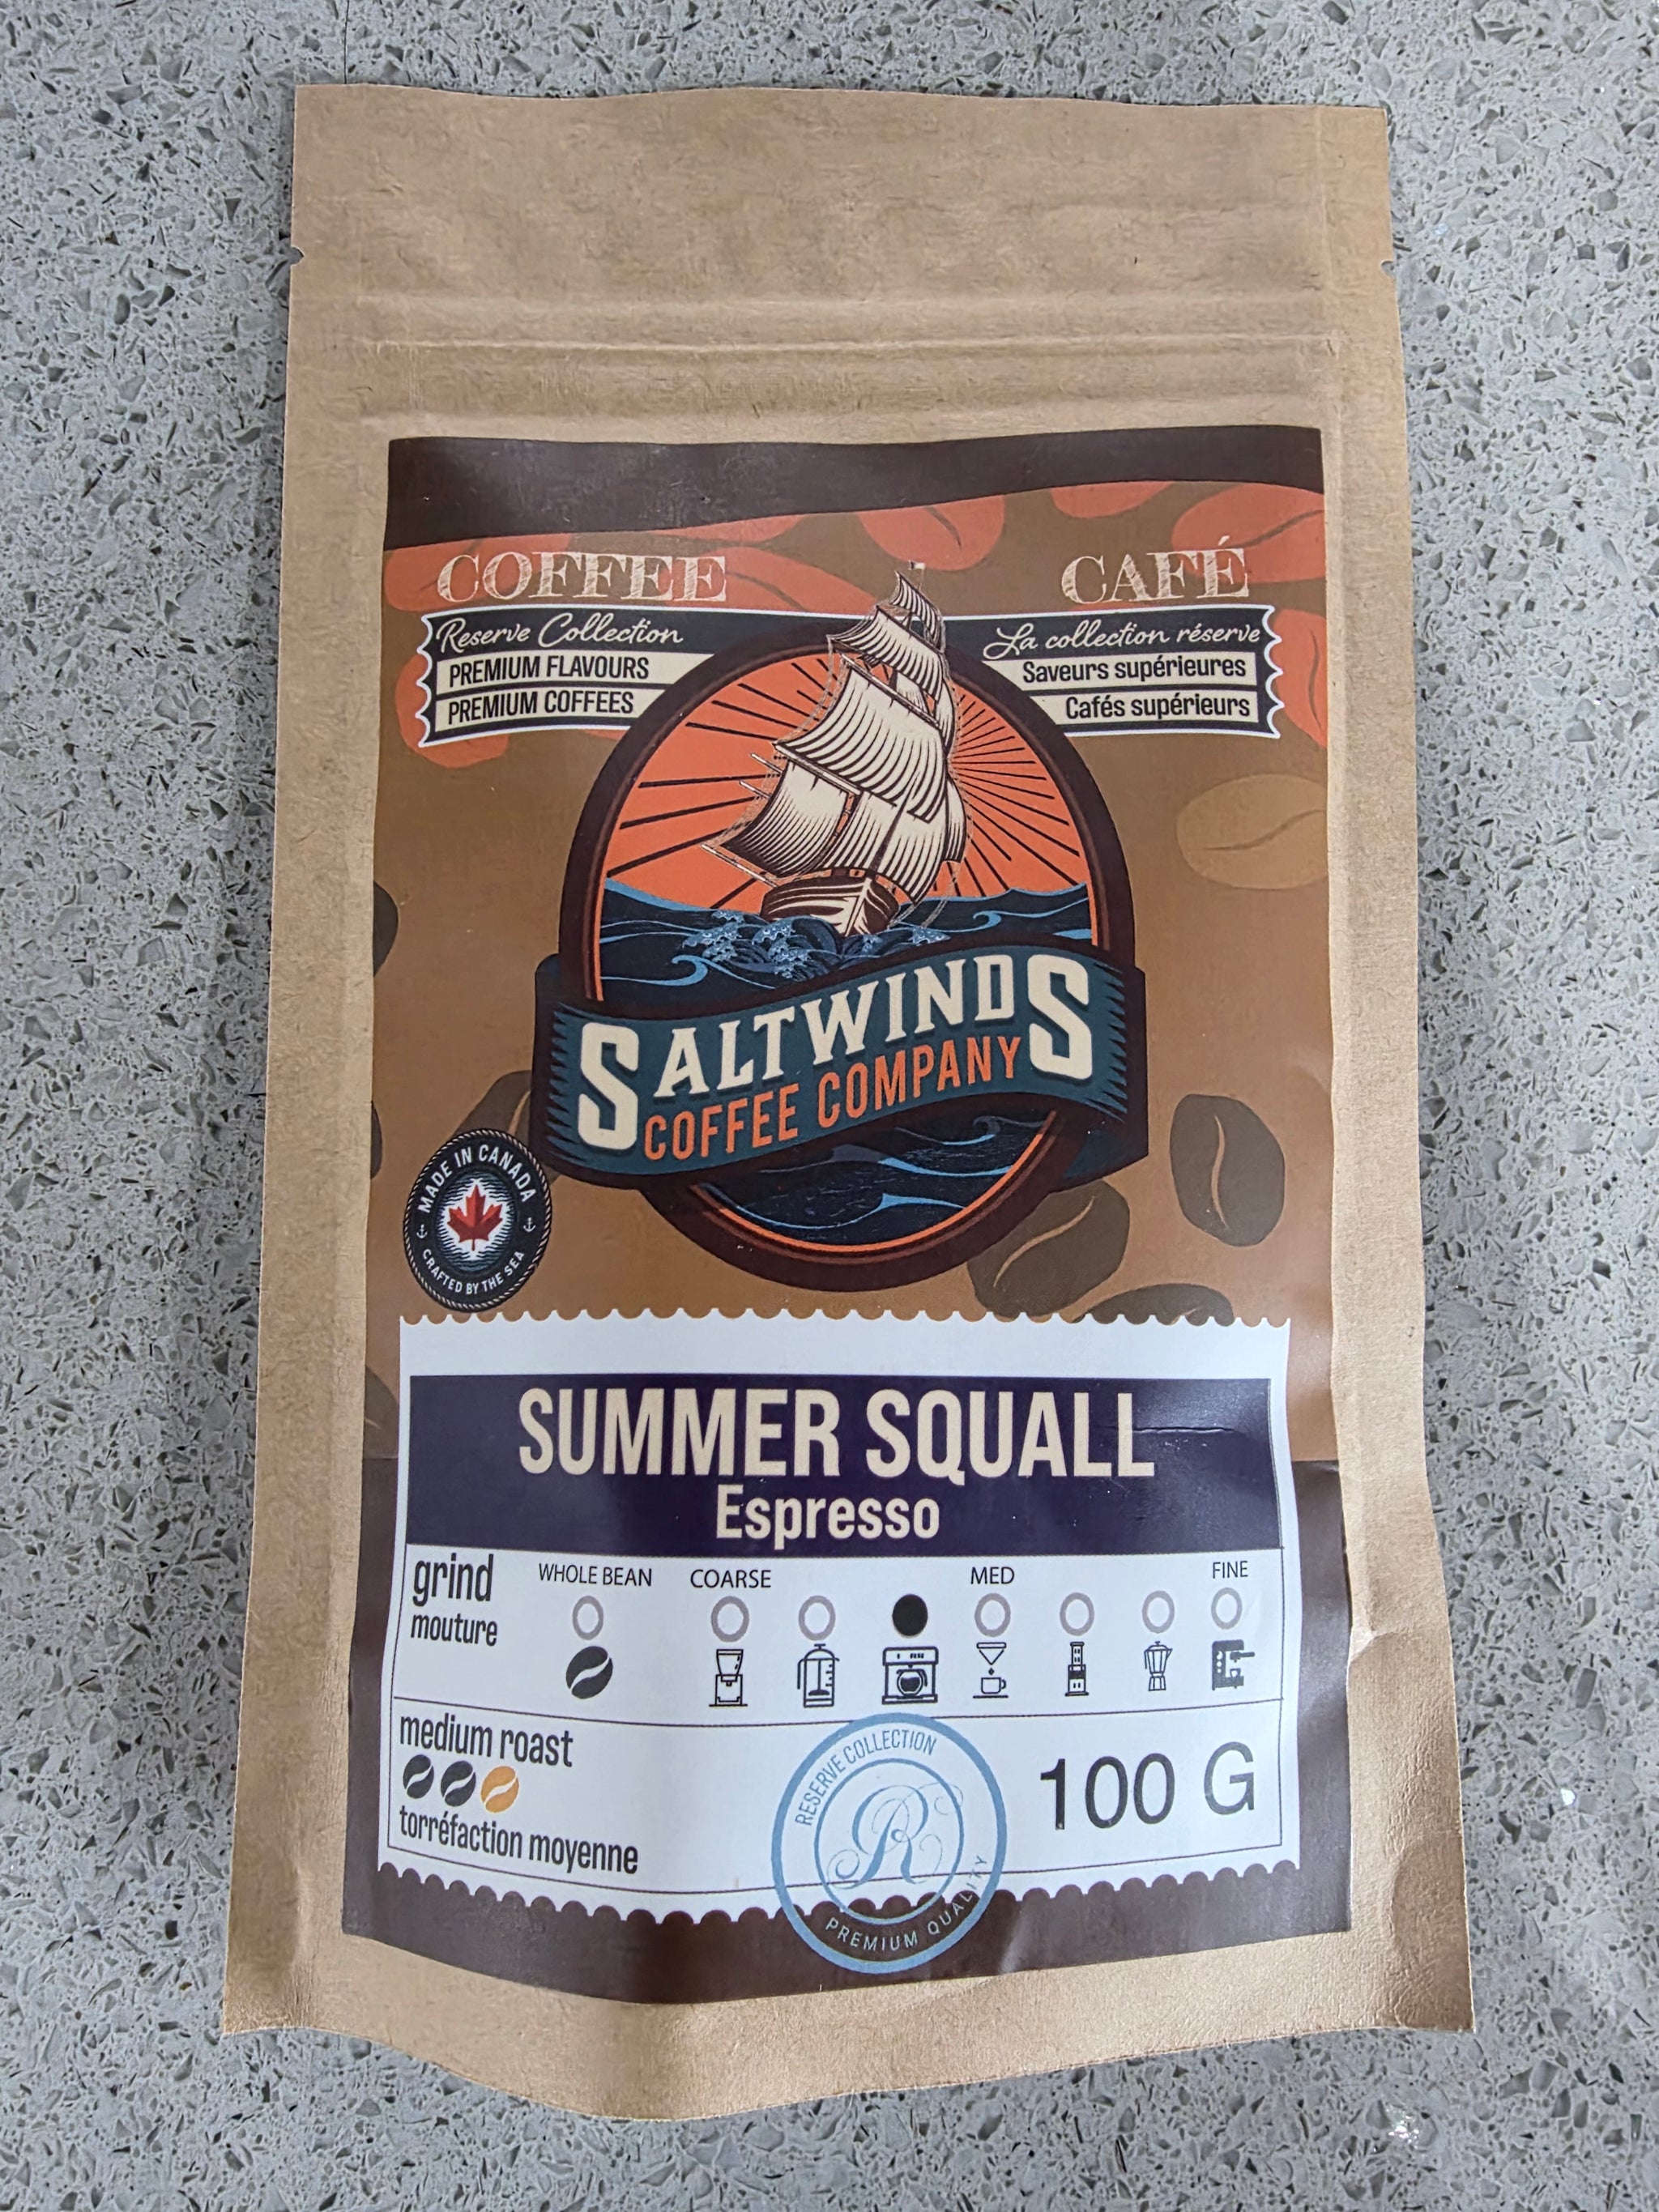 COFFEE
CAFÉ
Reserve Collection
PREMIUM FLAVOURS
PREMIUM COFFEES
La collection réserve
Saveurs supérieures
Cafés supérieurs
SALTWINDS
COFFEE COMPANY
MADE IN CANADA
CRAFTED BY THE SEA
SUMMER SQUALL
Espresso
grind
mouture
WHOLE BEAN
COARSE
MED
FINE
medium roast
torréfaction moyenne
RESERVE COLLECTION
R
PREMIUM QUALITY
100 G